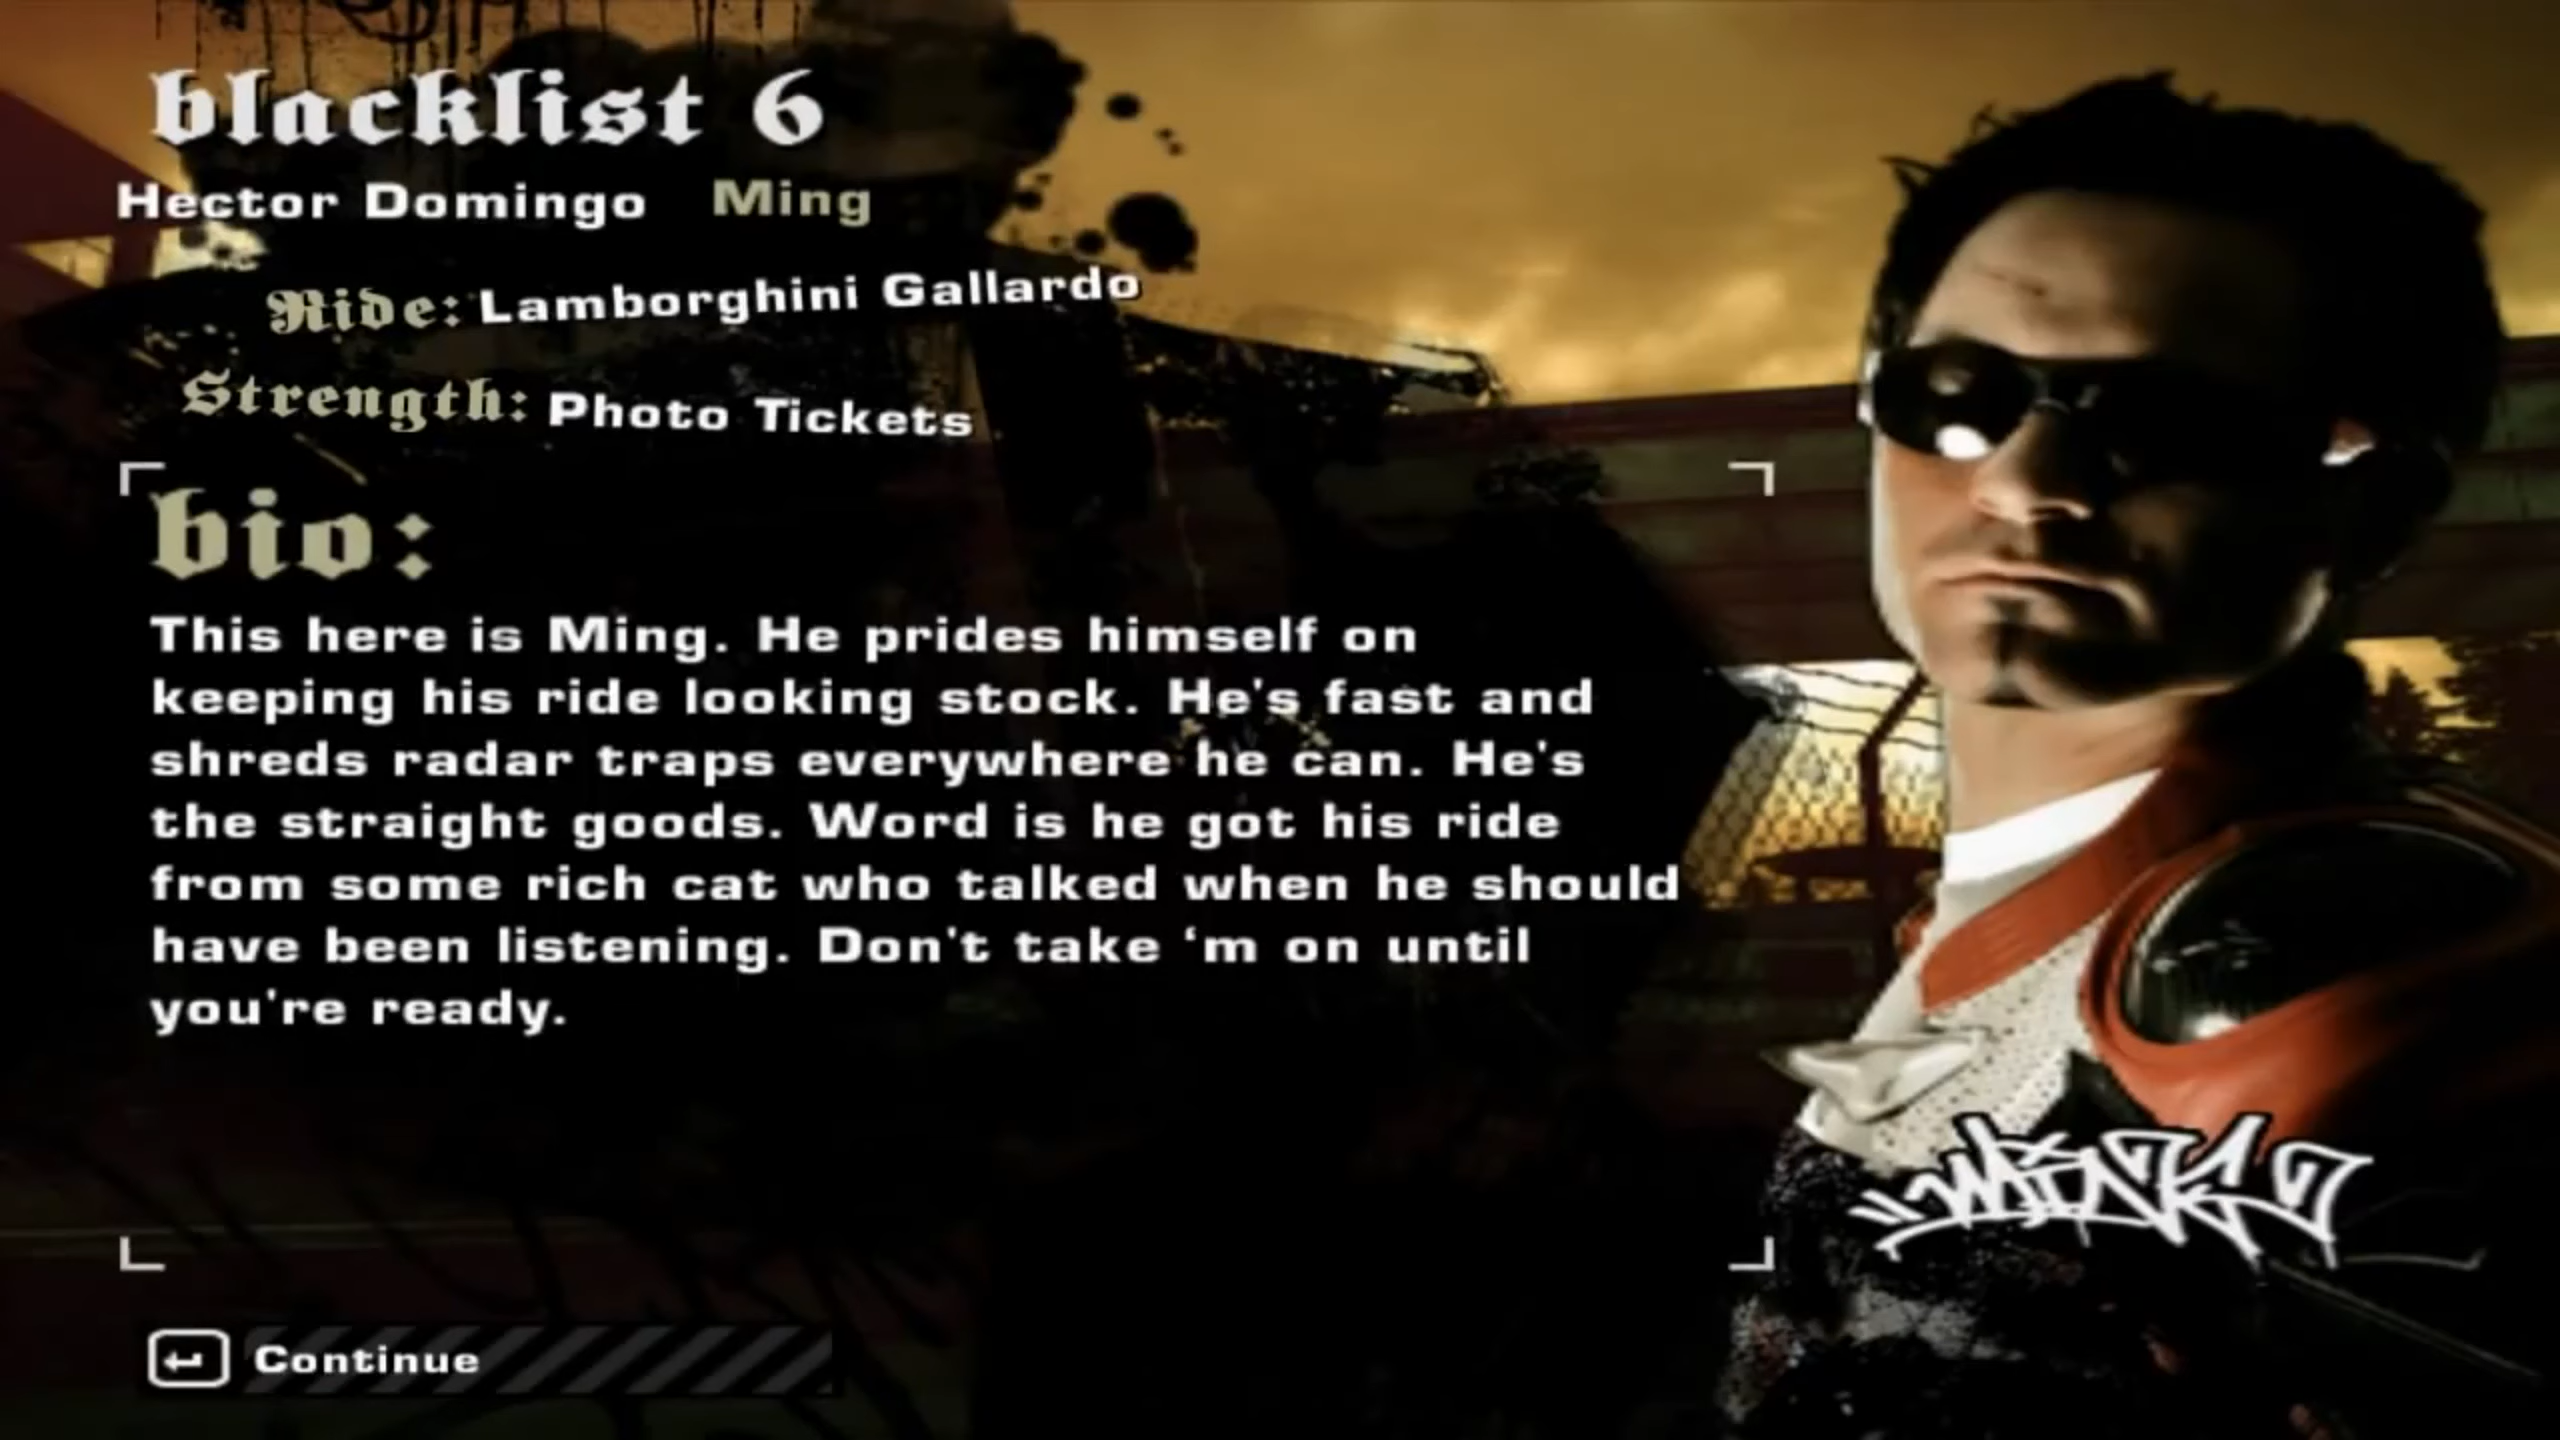 blacklist 6
Hector Domingo Ming
Ride: Lamborghini Gallardo
Strength: Photo Tickets
bio:
This here is Ming. He prides himself on
keeping his ride looking stock. He's fast and
shreds radar traps everywhere he can. He's
the straight goods. Word is he got his ride
from some rich cat who talked when he should
have been listening. Don't take ‘m on until
you're ready.
MING
Continue